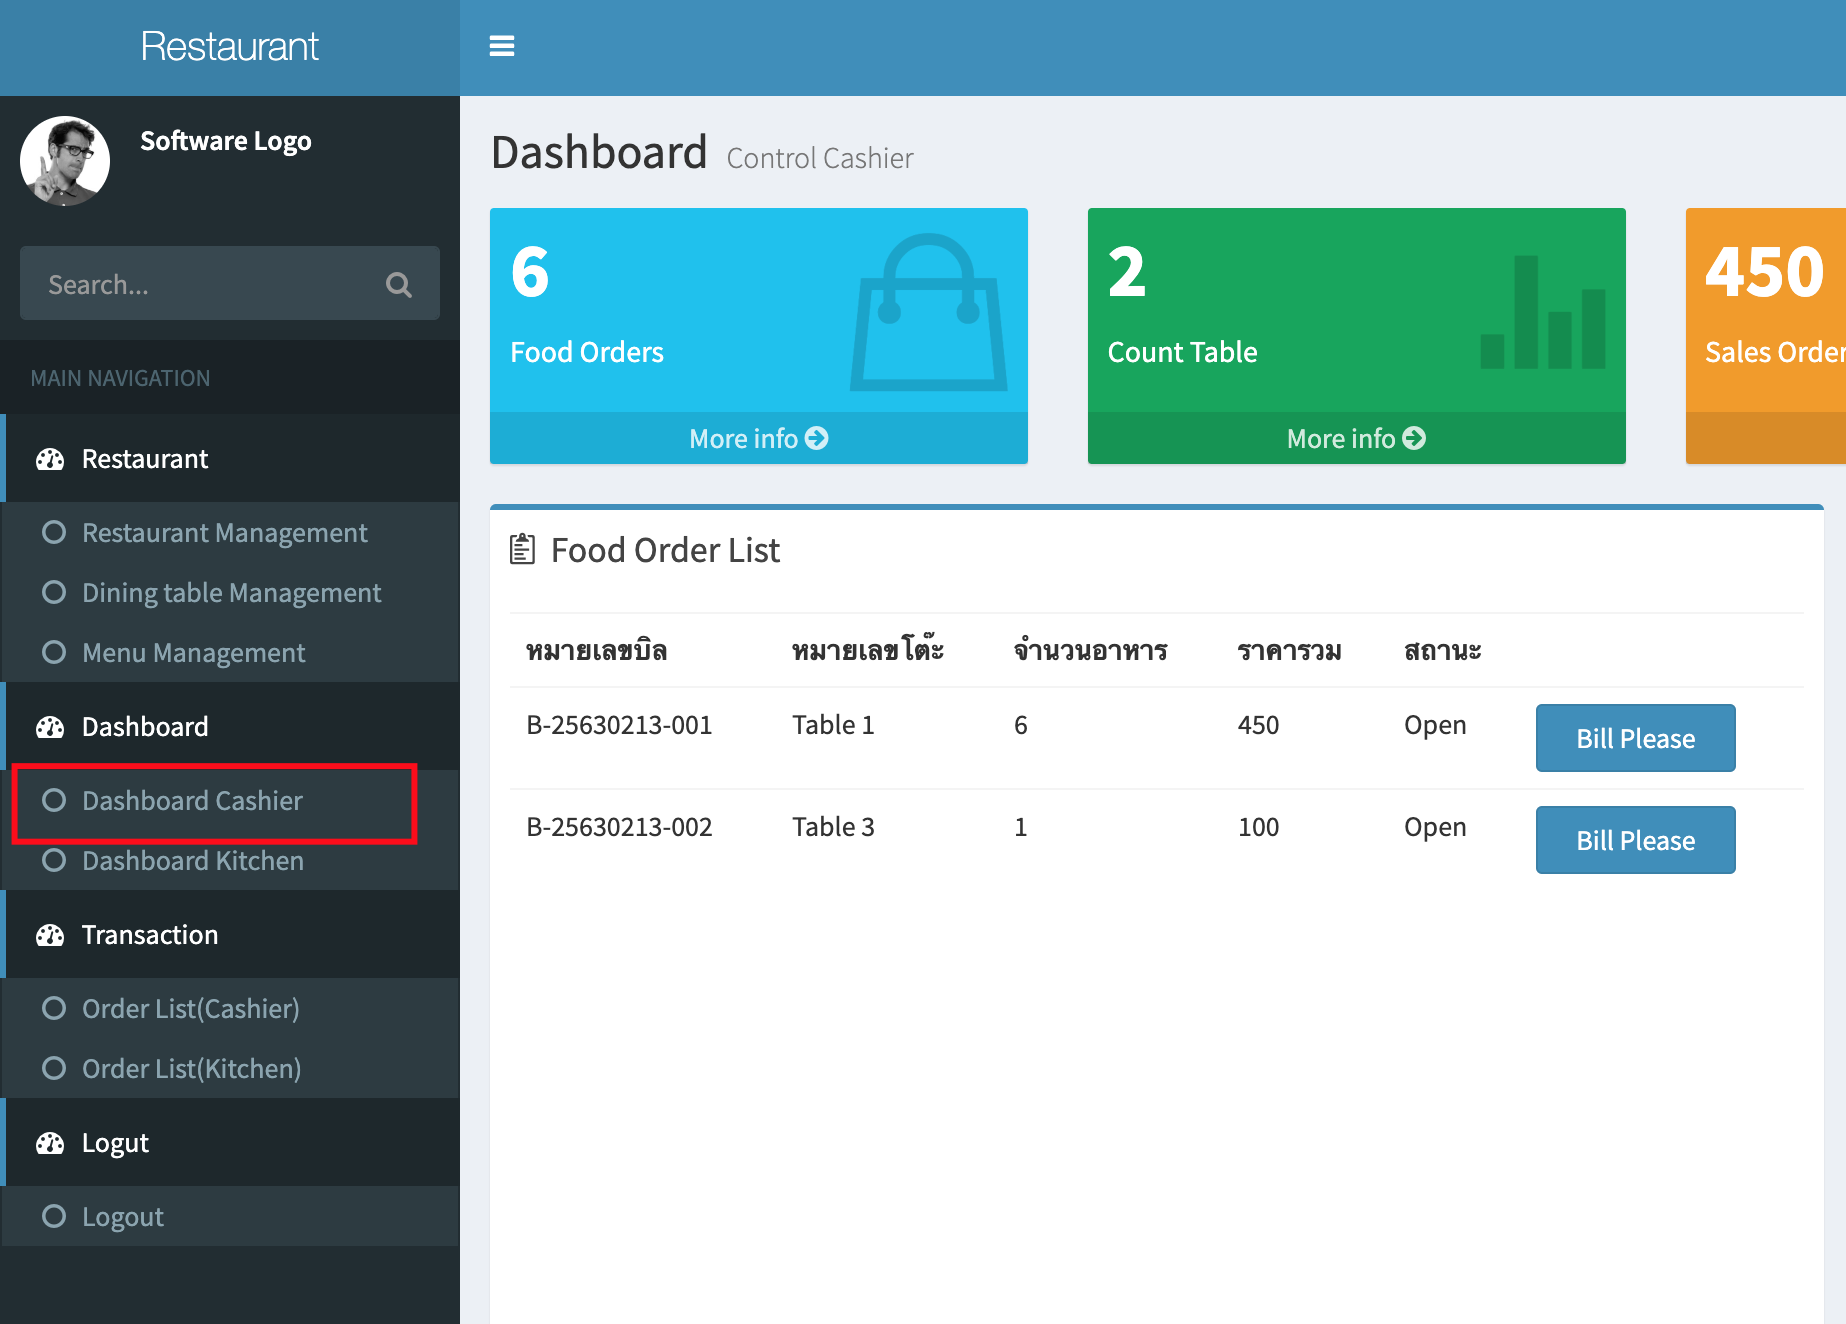 Restaurant
Software Logo
Search...
MAIN NAVIGATION
Restaurant
Restaurant Management
Dining table Management
Menu Management
Dashboard
Dashboard Cashier
Dashboard Kitchen
Transaction
Order List(Cashier)
Order List(Kitchen)
Logut
Logout
Dashboard Control Cashier
6
Food Orders
More info
2
Count Table
More info
450
Sales Order
Food Order List
หมายเลขบิล หมายเลขโต๊ะ จำนวนอาหาร ราคารวม สถานะ
B-25630213-001 Table 1 6 450 Open Bill Please
B-25630213-002 Table 3 1 100 Open Bill Please